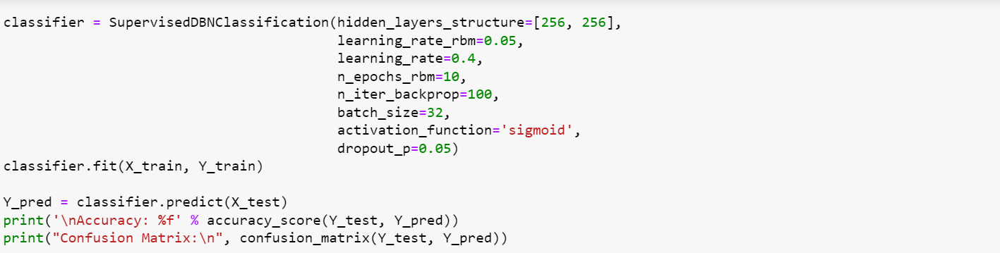 classifier = SupervisedDBNClassification(hidden_layers_structure=[256, 256],
learning_rate_rbm=0.05,
learning_rate=0.4,
n_epochs_rbm=10,
n_iter_backprop=100,
batch_size=32,
activation_function='sigmoid',
dropout_p=0.05)
classifier.fit(X_train, Y_train)
Y_pred = classifier.predict(X_test)
print('\nAccuracy: %f' % accuracy_score(Y_test, Y_pred))
print("Confusion Matrix:\n", confusion_matrix(Y_test, Y_pred))